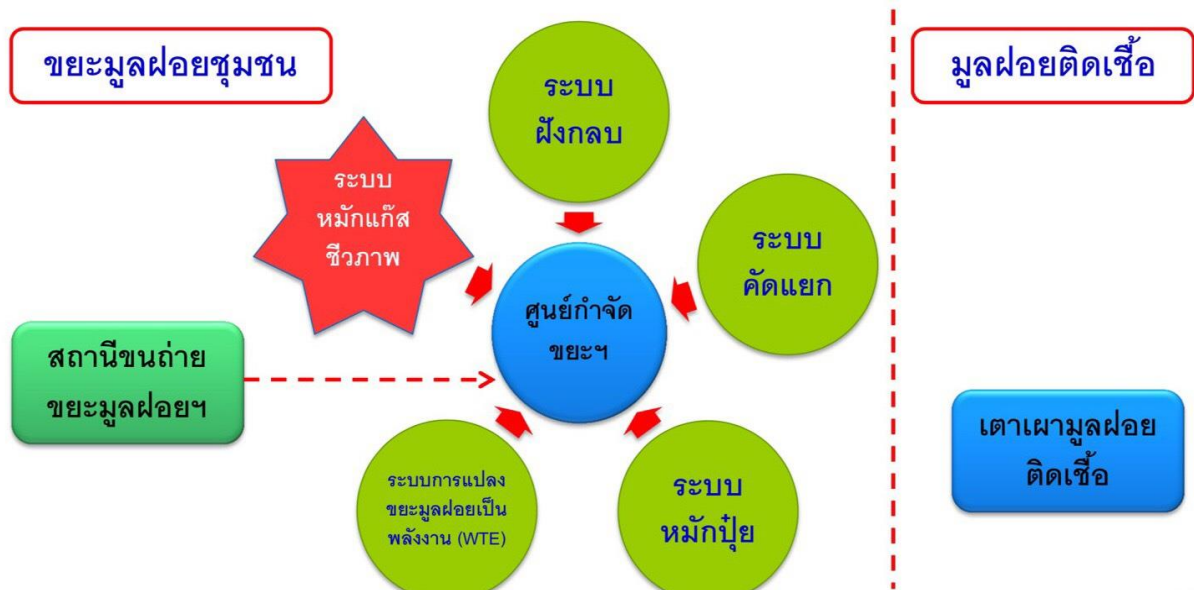 ขยะมูลฝอยชุมชน
มูลฝอยติดเชื้อ
ระบบ
ฝังกลบ
ระบบ
หมักแก๊ส
ชีวภาพ
ระบบ
คัดแยก
ศูนย์กำจัด
ขยะฯ
สถานีขนถ่าย
ขยะมูลฝอยฯ
เตาเผามูลฝอย
ติดเชื้อ
ระบบการแปลง
ขยะมูลฝอยเป็น
พลังงาน (WTE)
ระบบ
หมักปุ๋ย